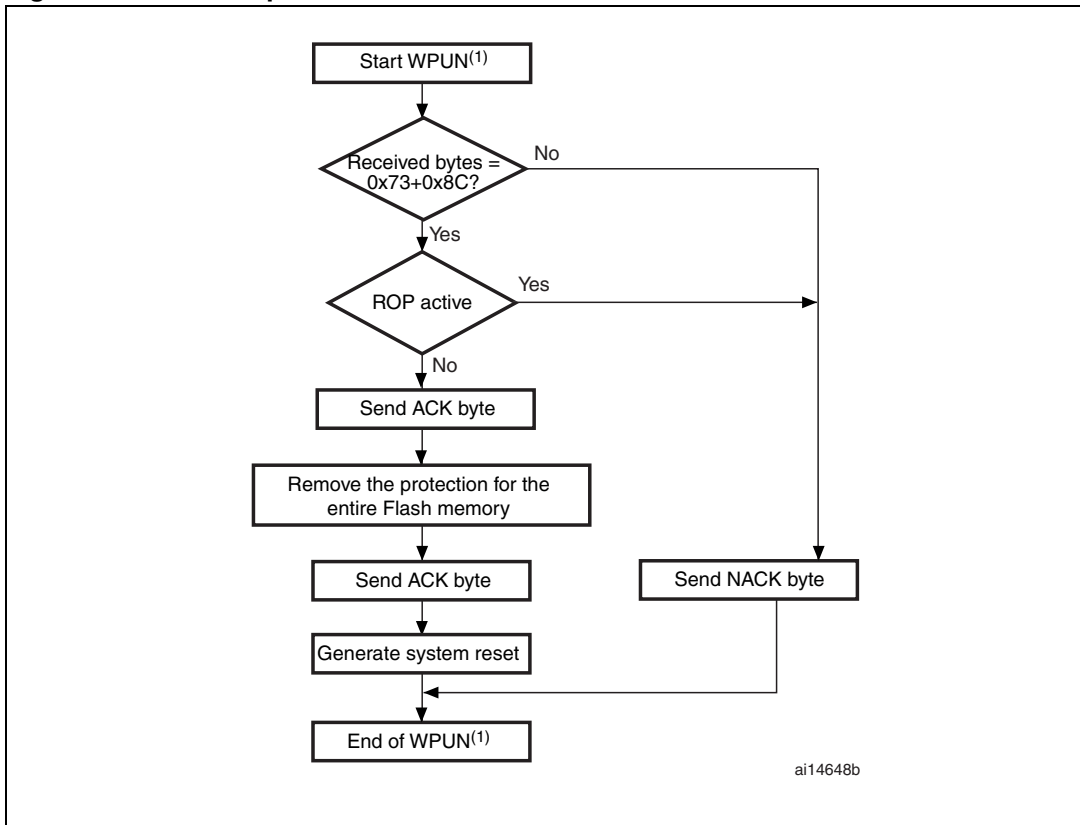 Start WPUN(1)
Received bytes =
0x73+0x8C?
No
Yes
ROP active
Yes
No
Send ACK byte
Remove the protection for the
entire Flash memory
Send ACK byte
Send NACK byte
Generate system reset
End of WPUN(1)
ai14648b